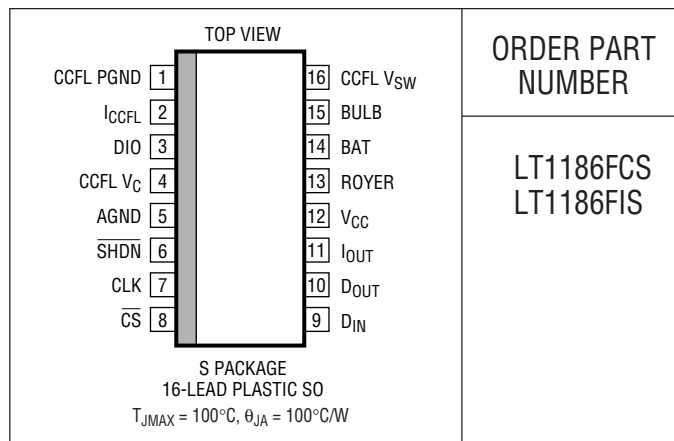 TOP VIEW
CCFL PGND 1
ICCFL 2
DIO 3
CCFL VC 4
AGND 5
SHDN 6
CLK 7
CS 8
16 CCFL VSW
15 BULB
14 BAT
13 ROYER
12 VCC
11 IOUT
10 DOUT
9 DIN
S PACKAGE
16-LEAD PLASTIC SO
TJMAX = 100°C, θJA = 100°C/W
ORDER PART
NUMBER
LT1186FCS
LT1186FIS